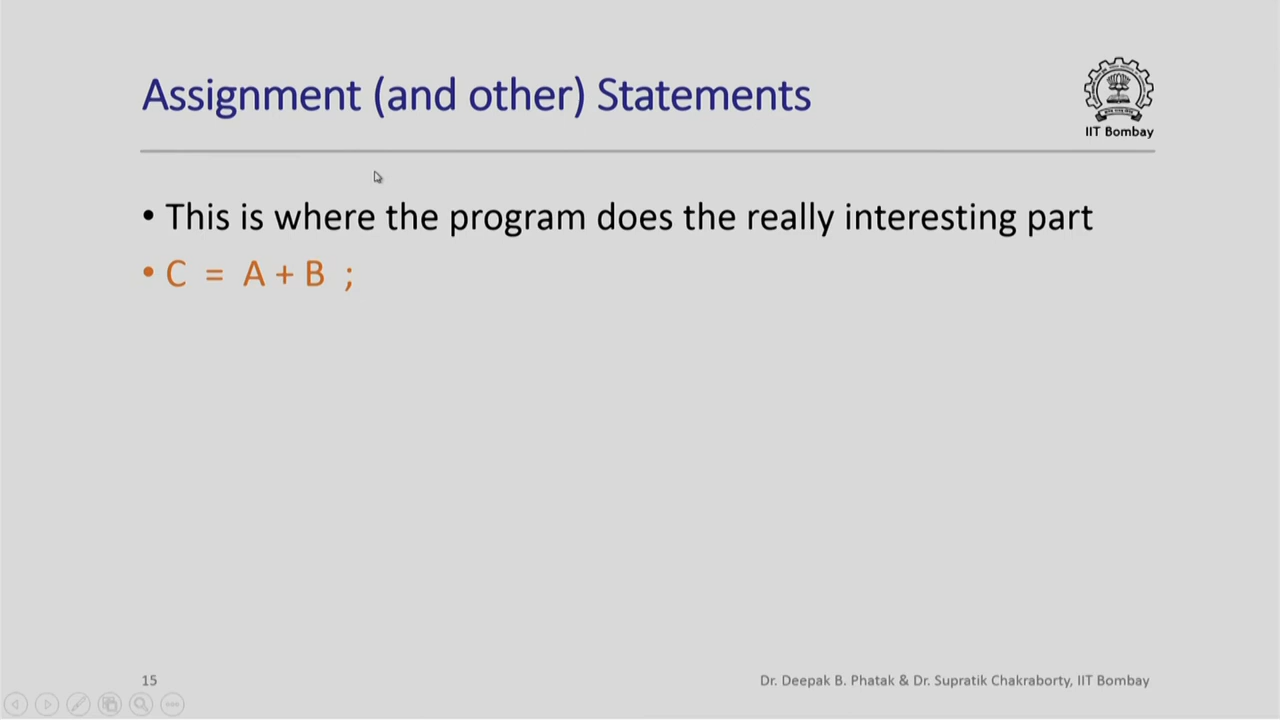 Assignment (and other) Statements
IIT Bombay
• This is where the program does the really interesting part
• C = A + B ;
15
Dr. Deepak B. Phatak & Dr. Supratik Chakraborty, IIT Bombay